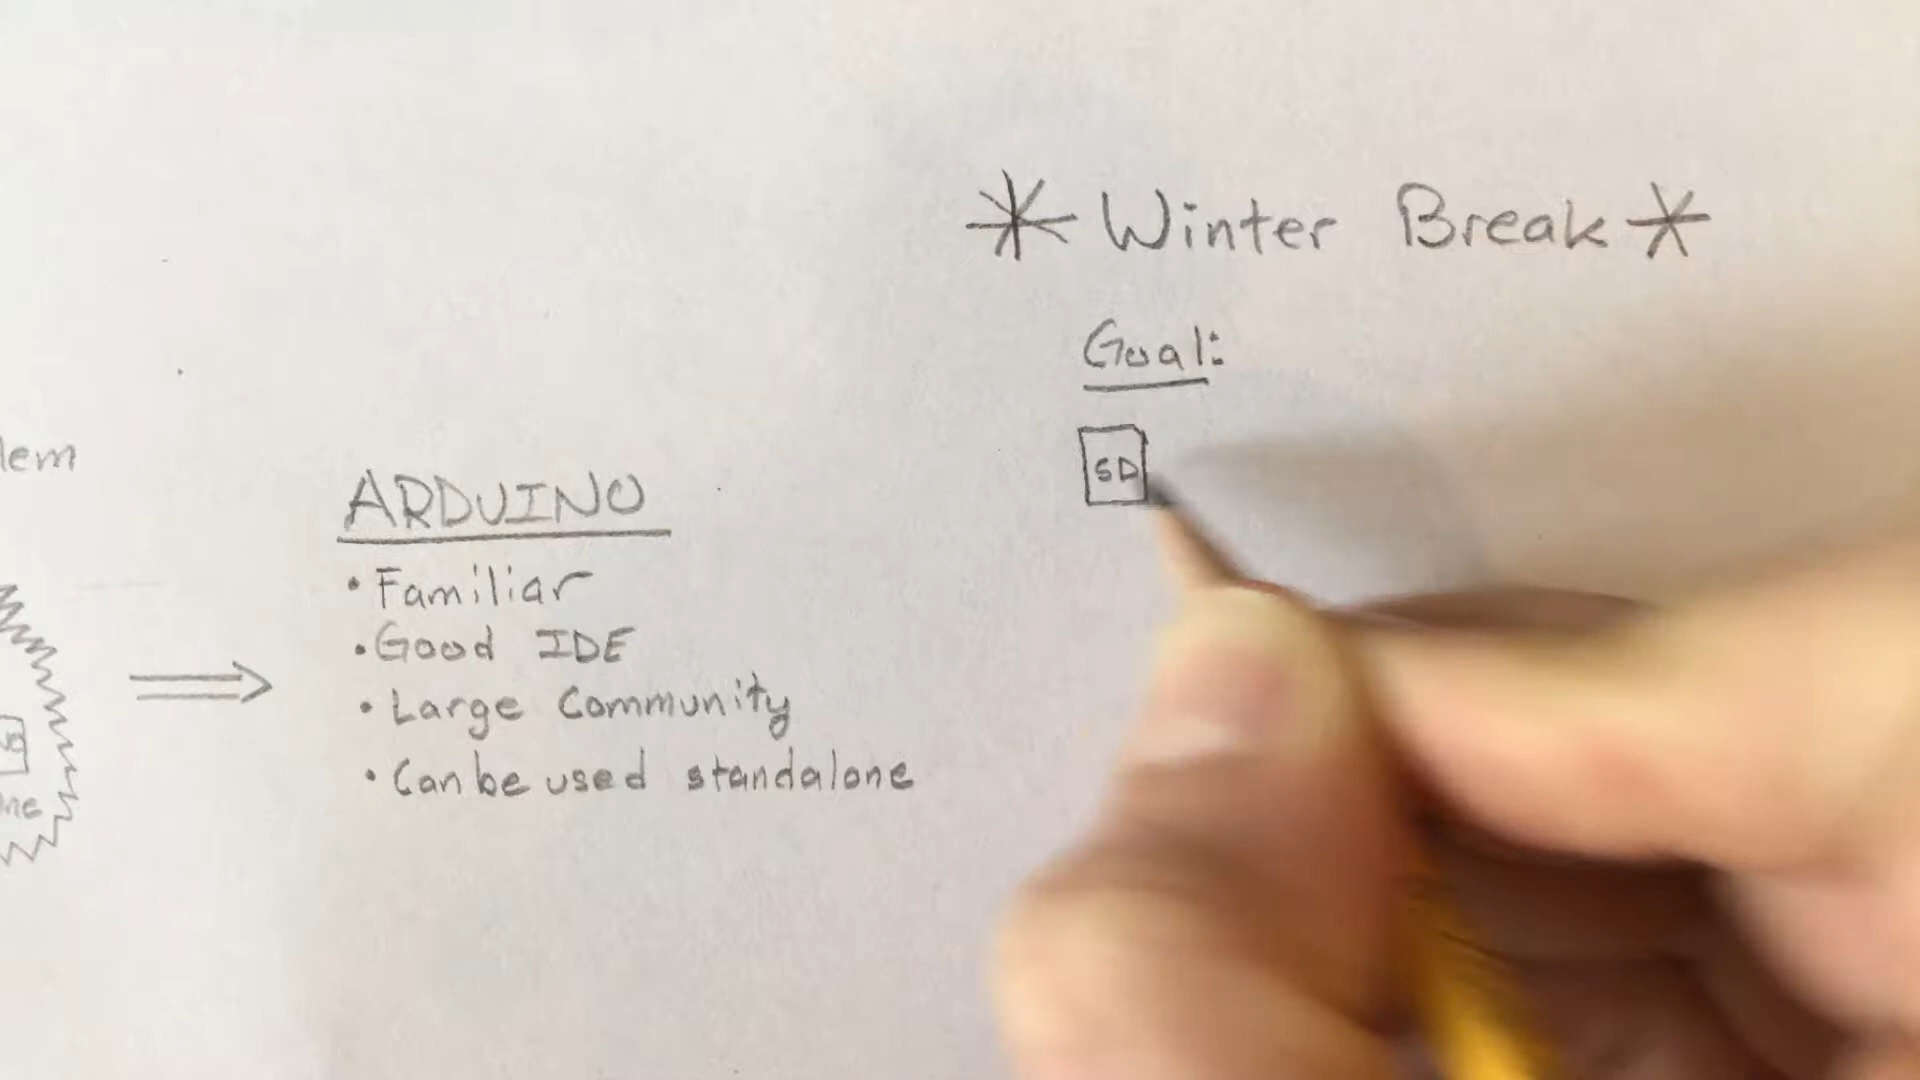 * Winter Break *
Goal:
SD
lem
ARDUINO
• Familiar
• Good IDE
• Large Community
• Can be used standalone